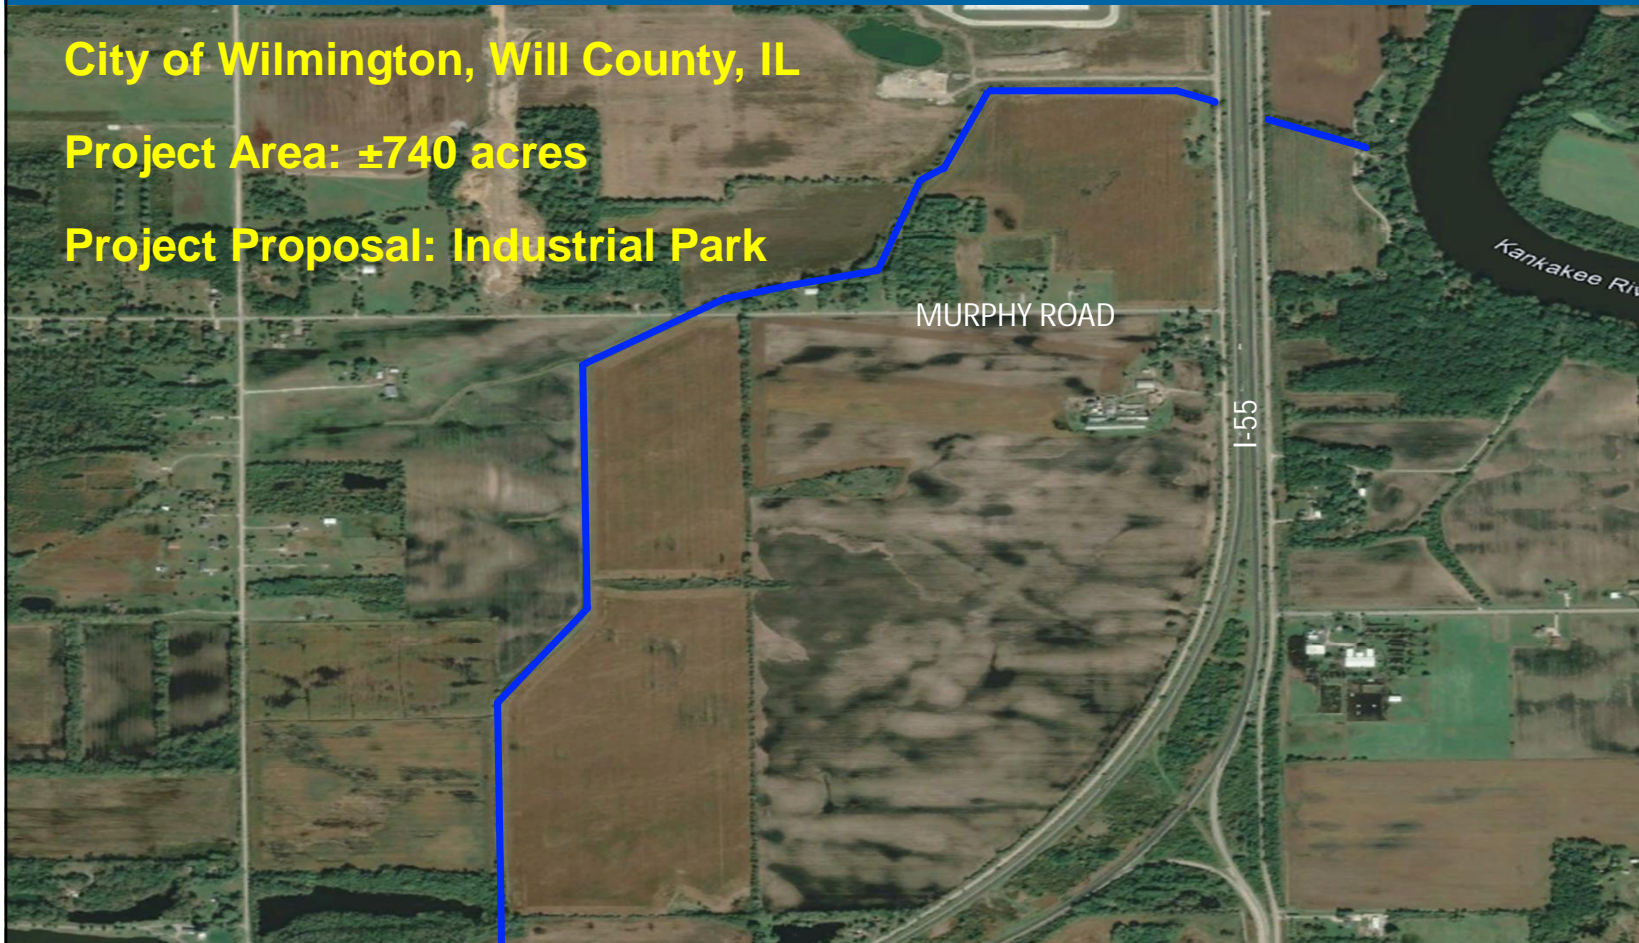 City of Wilmington, Will County, IL
Project Area: ±740 acres
Project Proposal: Industrial Park
Kankakee Riv
MURPHY ROAD
I-55